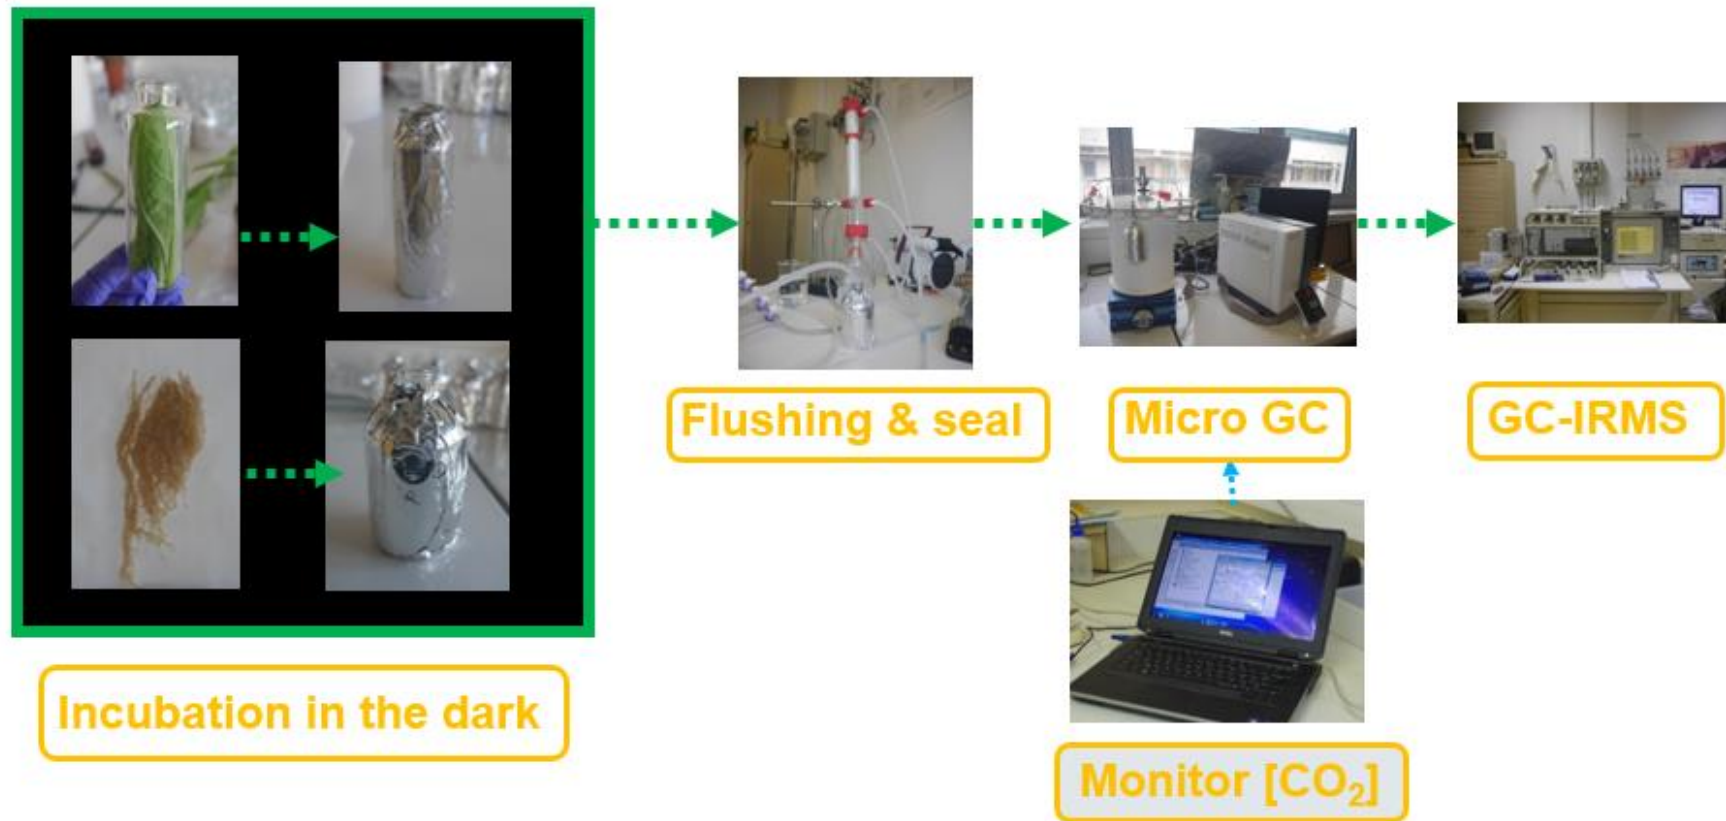 Flushing & seal
Micro GC
GC-IRMS
Incubation in the dark
Monitor [CO₂]